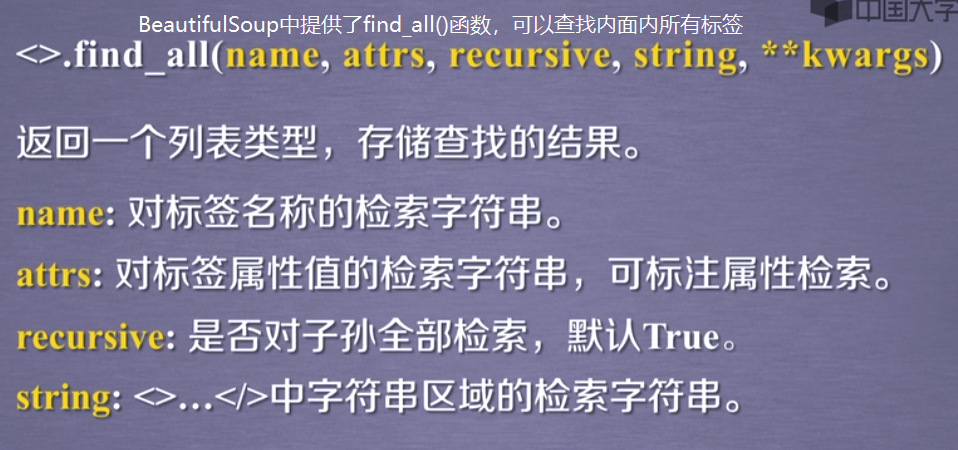 中国大学
BeautifulSoup中提供了find_all()函数，可以查找内面内所有标签
<>.find_all(name, attrs, recursive, string, **kwargs)
返回一个列表类型，存储查找的结果。
name: 对标签名称的检索字符串。
attrs: 对标签属性值的检索字符串，可标注属性检索。
recursive: 是否对子孙全部检索，默认True。
string: <>…</>中字符串区域的检索字符串。